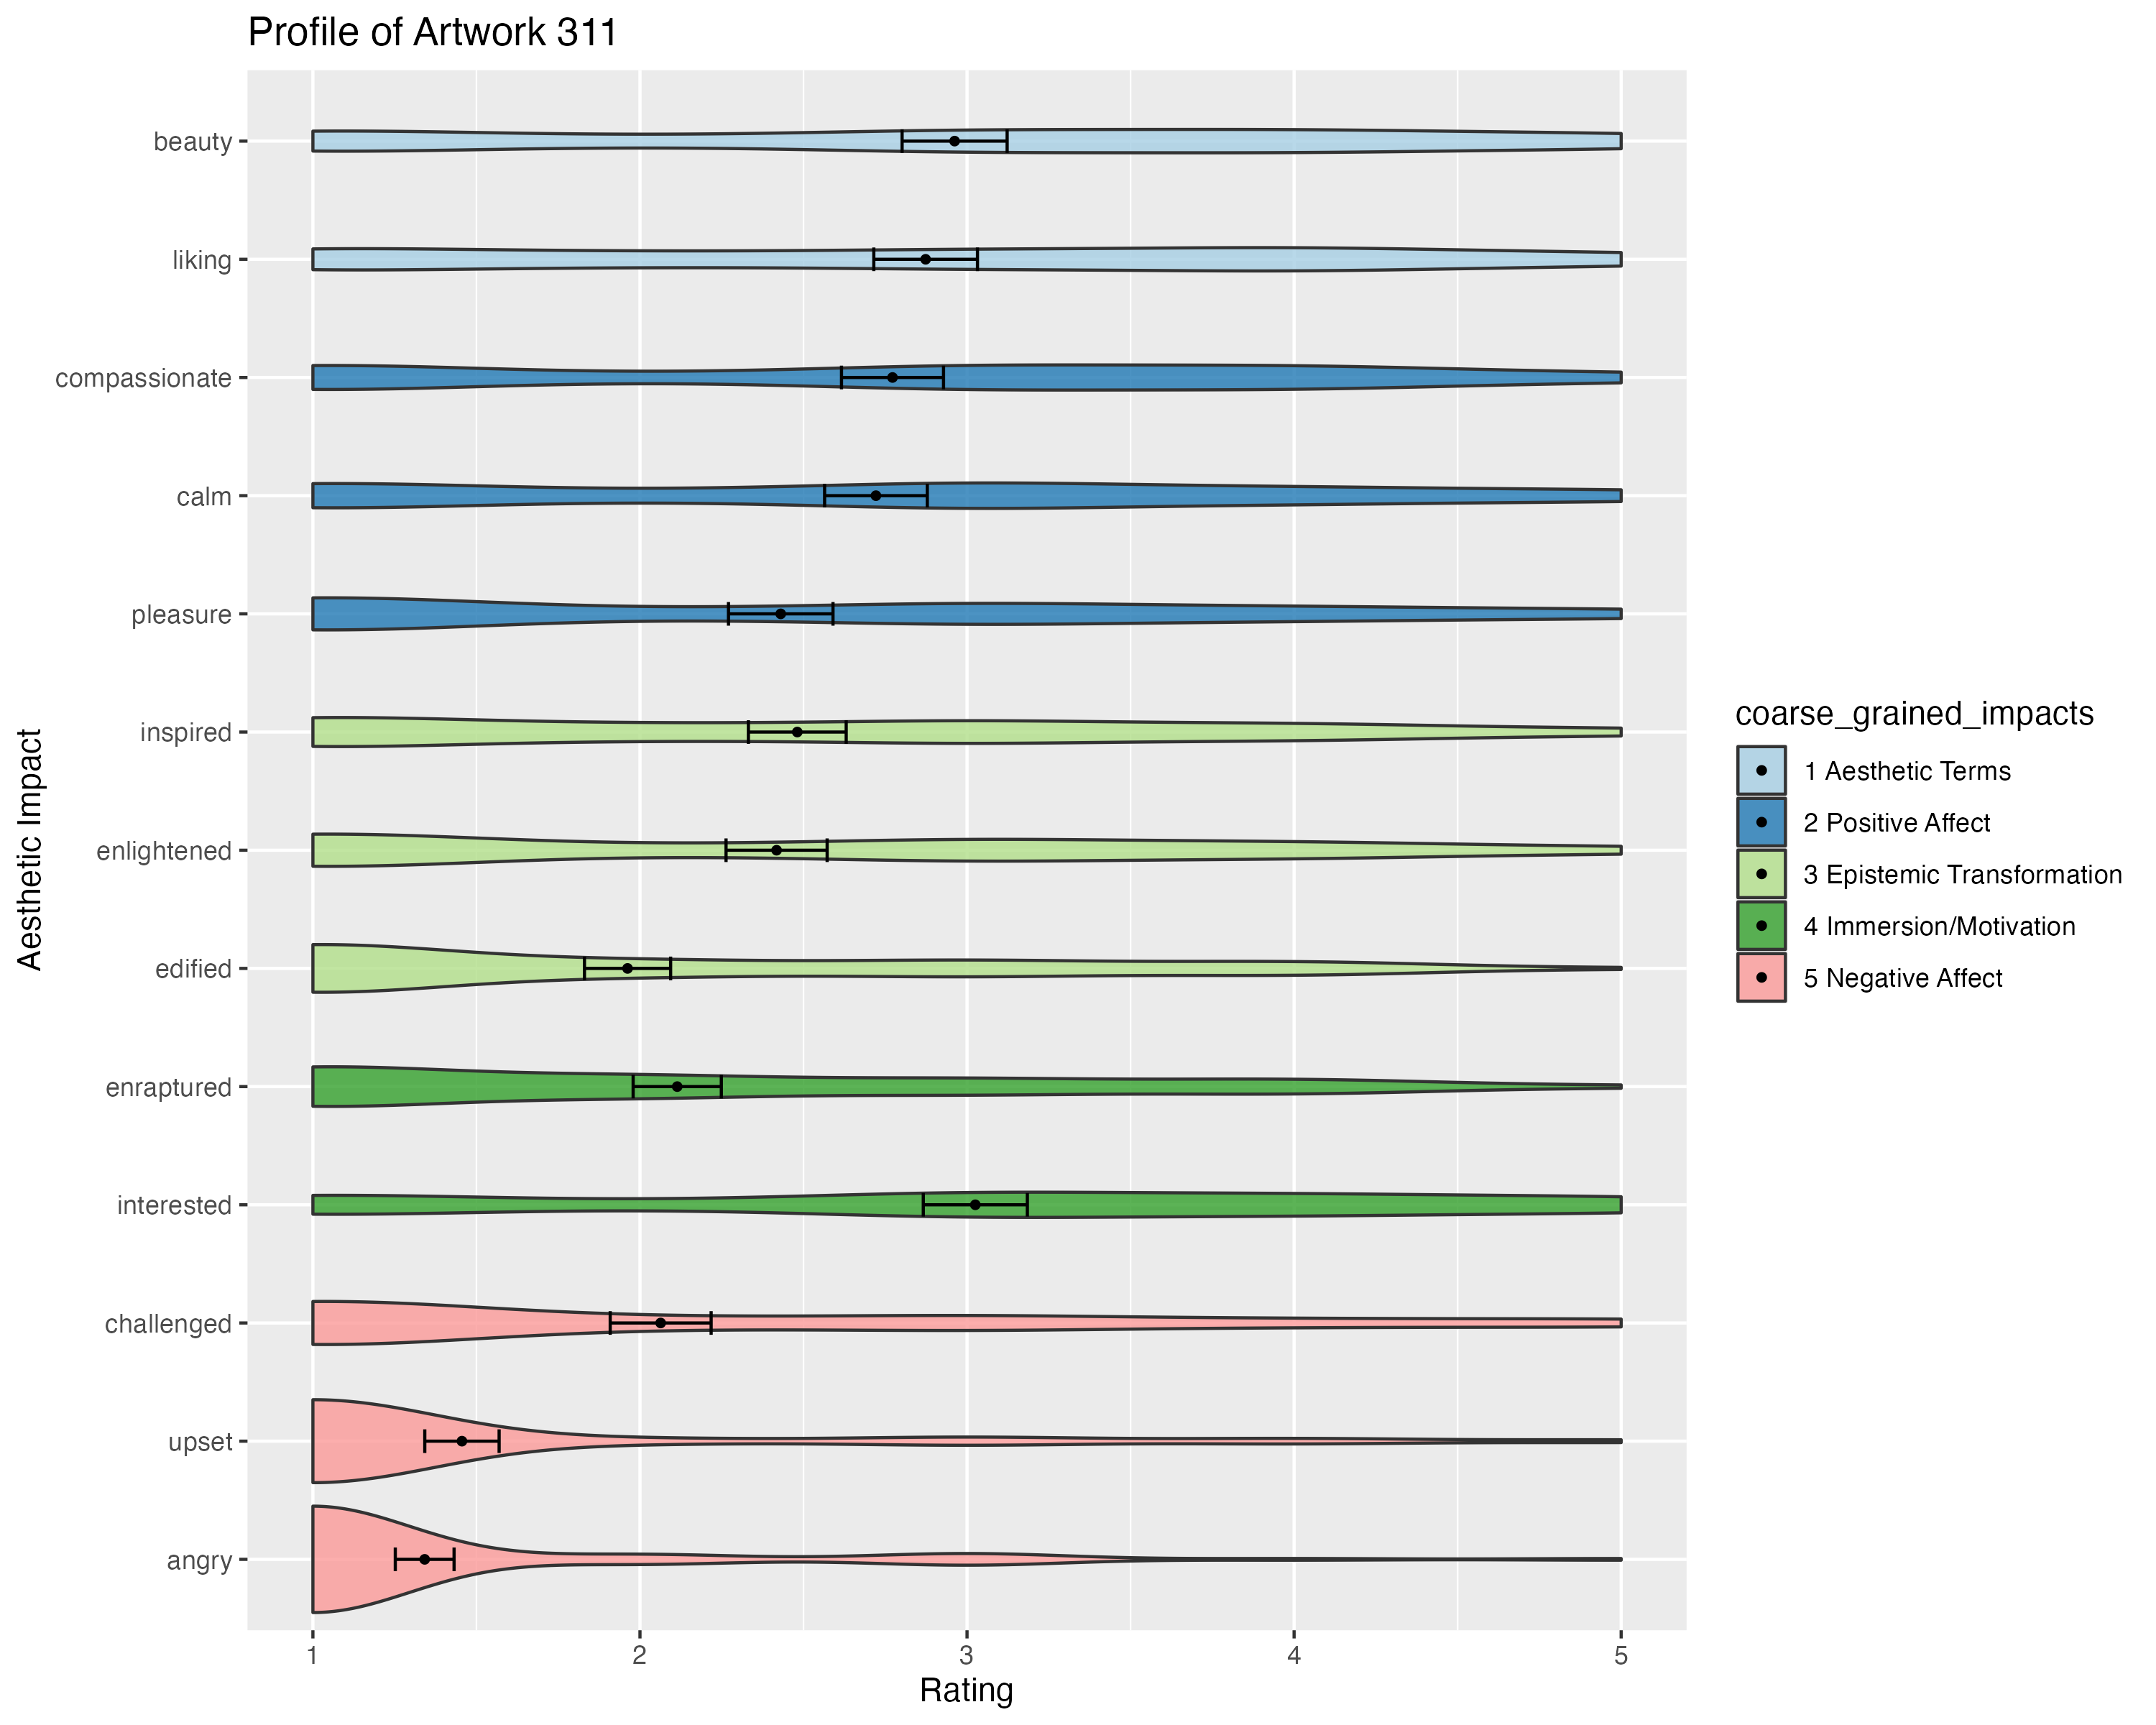 Profile of Artwork 311
Aesthetic Impact
beauty
liking
compassionate
calm
pleasure
inspired
enlightened
edified
enraptured
interested
challenged
upset
angry
1 2 3 4 5
Rating
coarse_grained_impacts
1 Aesthetic Terms
2 Positive Affect
3 Epistemic Transformation
4 Immersion/Motivation
5 Negative Affect